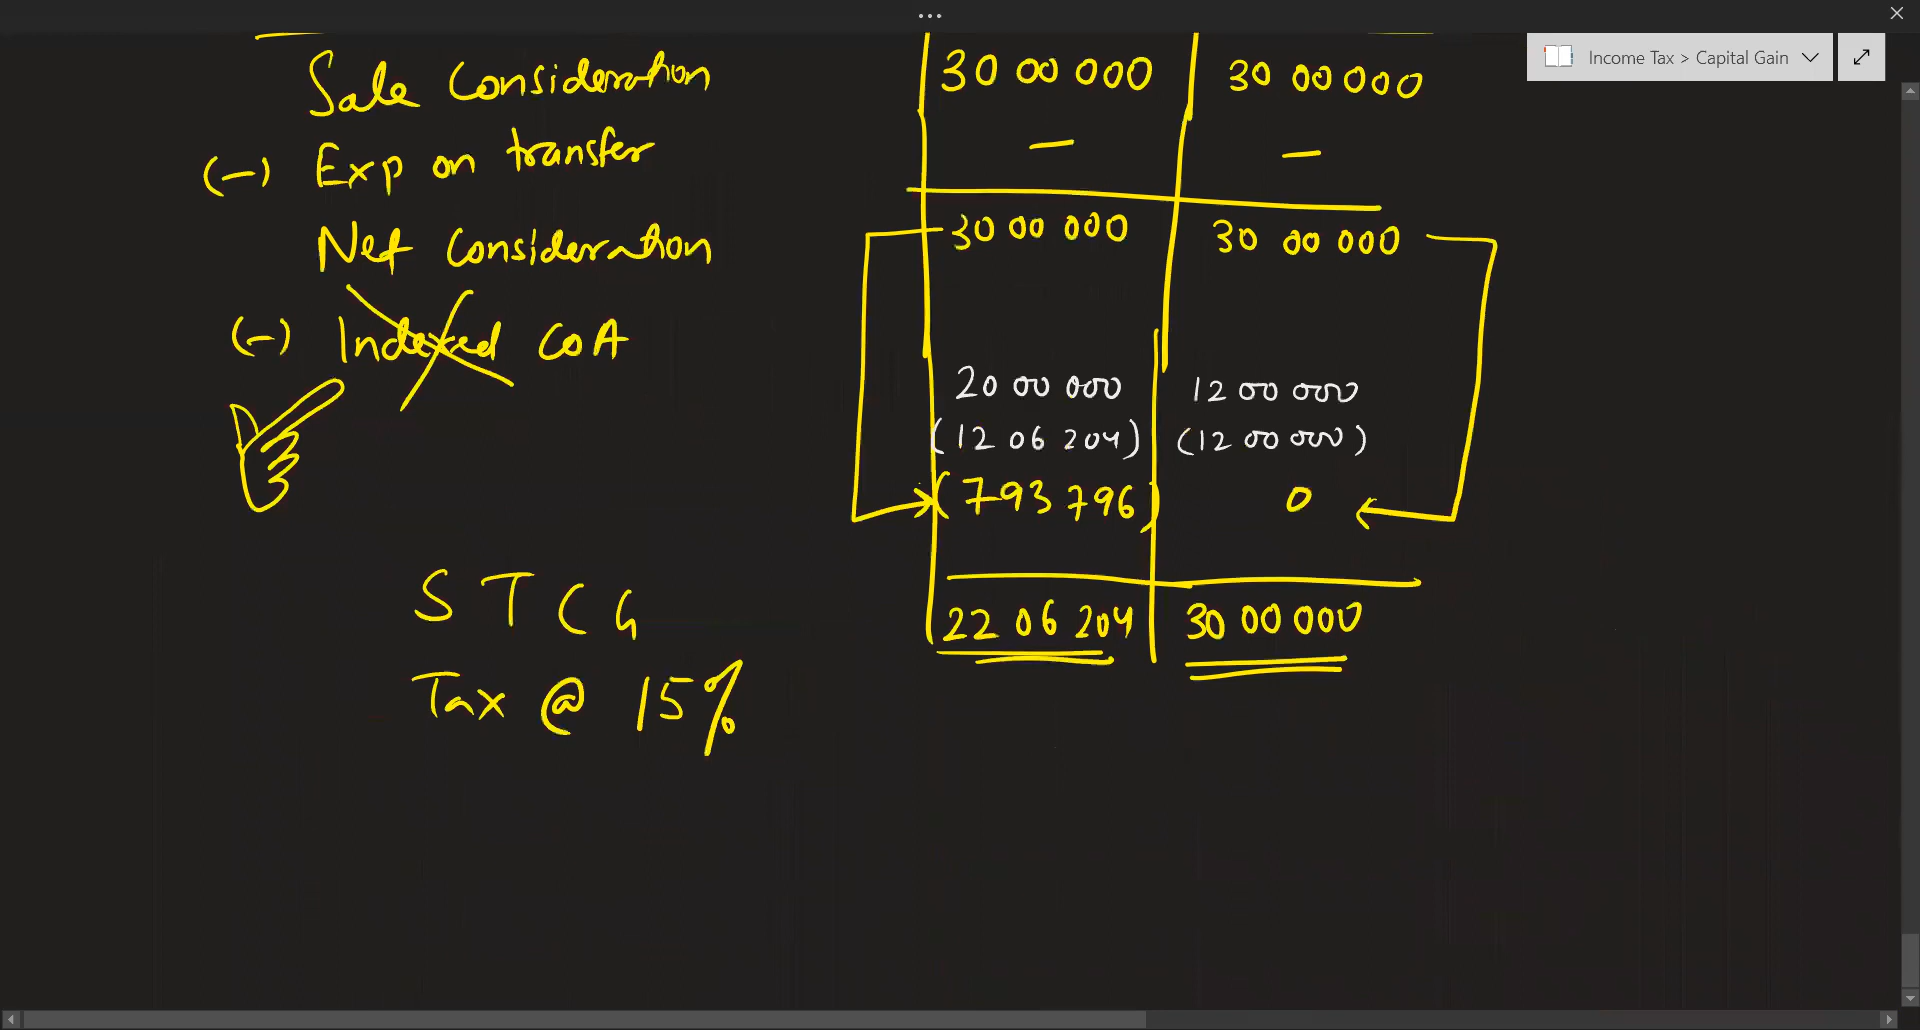 ...
Income Tax > Capital Gain
Sale Consideration 30 00 000 30 00 000
(-) Exp on transfer — —
Net Consideration 30 00 000 30 00 000
(-) Indexed COA
20 00 000 12 00 000
(12 06 204) (12 00 000)
(793 796) 0
STCG 22 06 204 30 00 000
Tax @ 15%